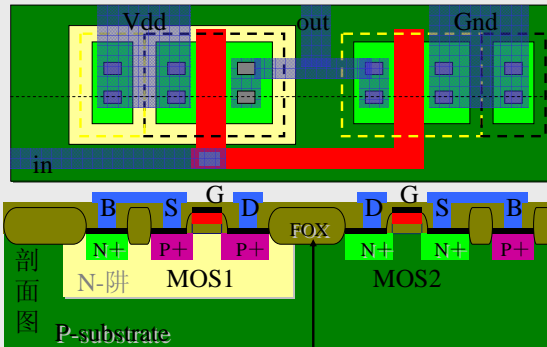 Vdd out Gnd
in
B S G D D G S B
FOX
N+ P+ P+ N+ N+ P+
剖面图
N-阱 MOS1 MOS2
P-substrate